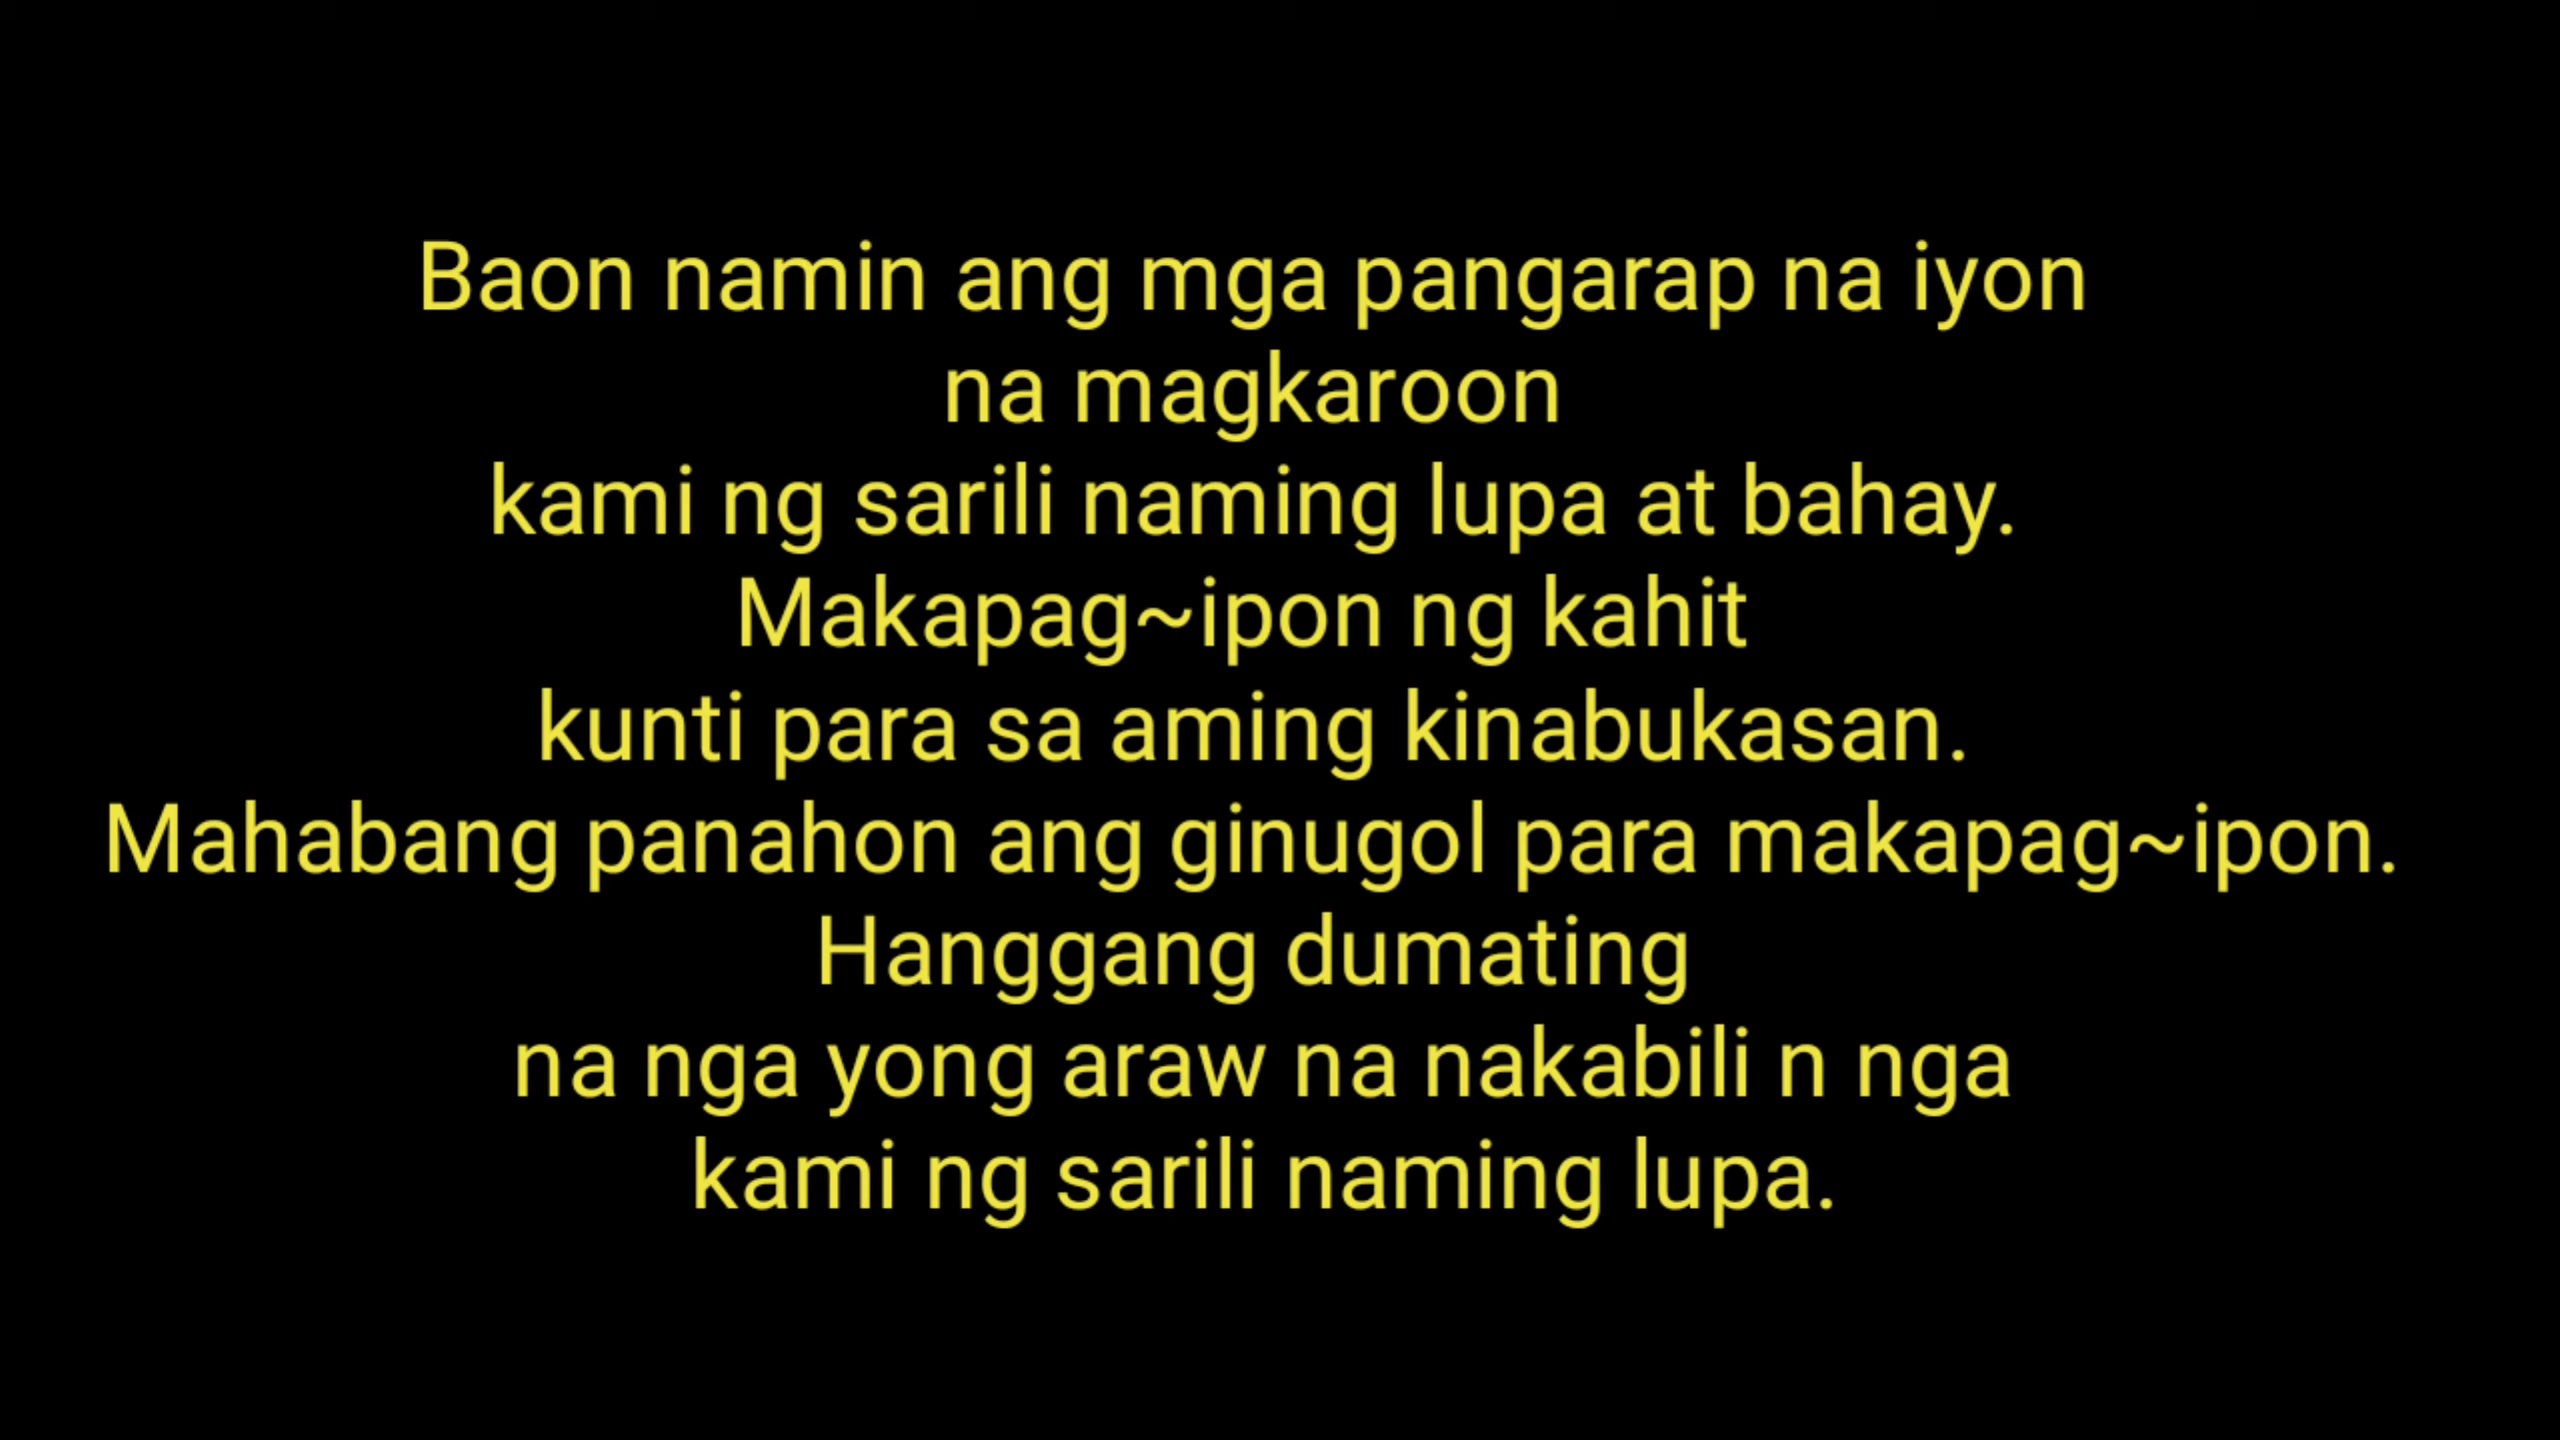 Baon namin ang mga pangarap na iyon
na magkaroon
kami ng sarili naming lupa at bahay.
Makapag~ipon ng kahit
kunti para sa aming kinabukasan.
Mahabang panahon ang ginugol para makapag~ipon.
Hanggang dumating
na nga yong araw na nakabili n nga
kami ng sarili naming lupa.